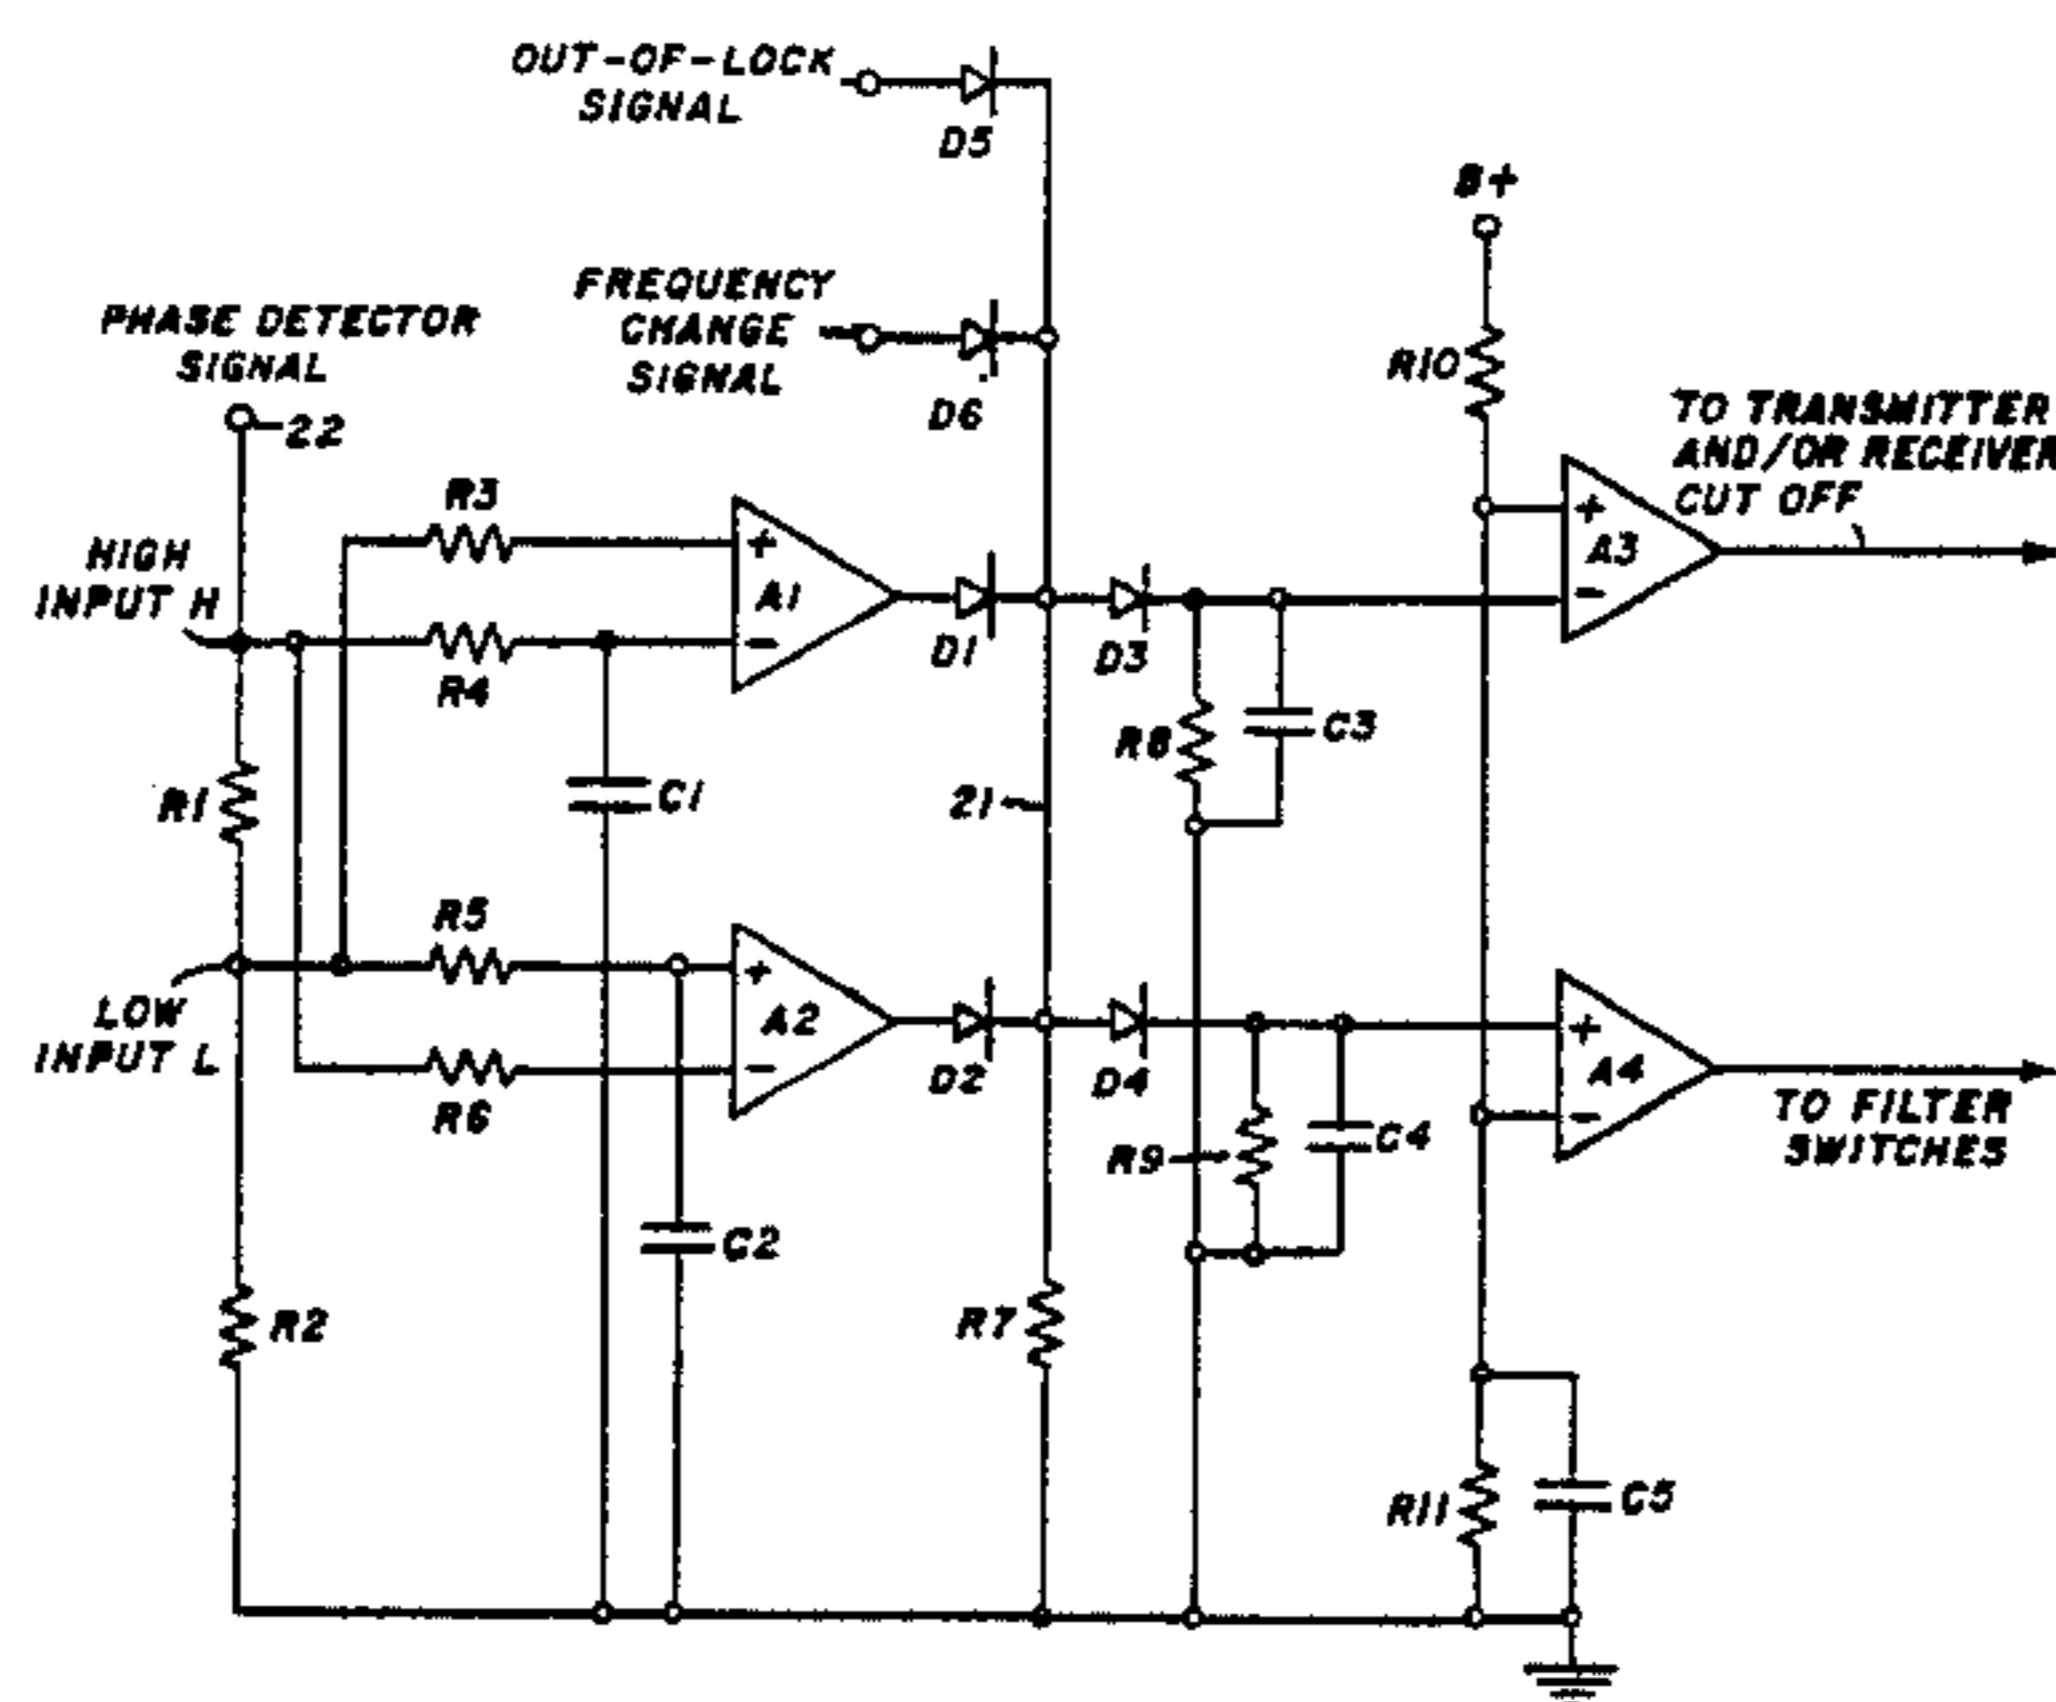 OUT-OF-LOCK
SIGNAL
D5
B+
FREQUENCY
CHANGE
SIGNAL
D6
PHASE DETECTOR
SIGNAL
22
R10
TO TRANSMITTER
AND/OR RECEIVER
CUT OFF
R3
HIGH
INPUT H
+
A1
-
R4
D1
D3
+
A3
-
R1
C1
21
R8
C3
R5
LOW
INPUT L
+
A2
-
R6
D2
D4
+
A4
-
TO FILTER
SWITCHES
R9
C4
C2
R2
R7
R11
C5